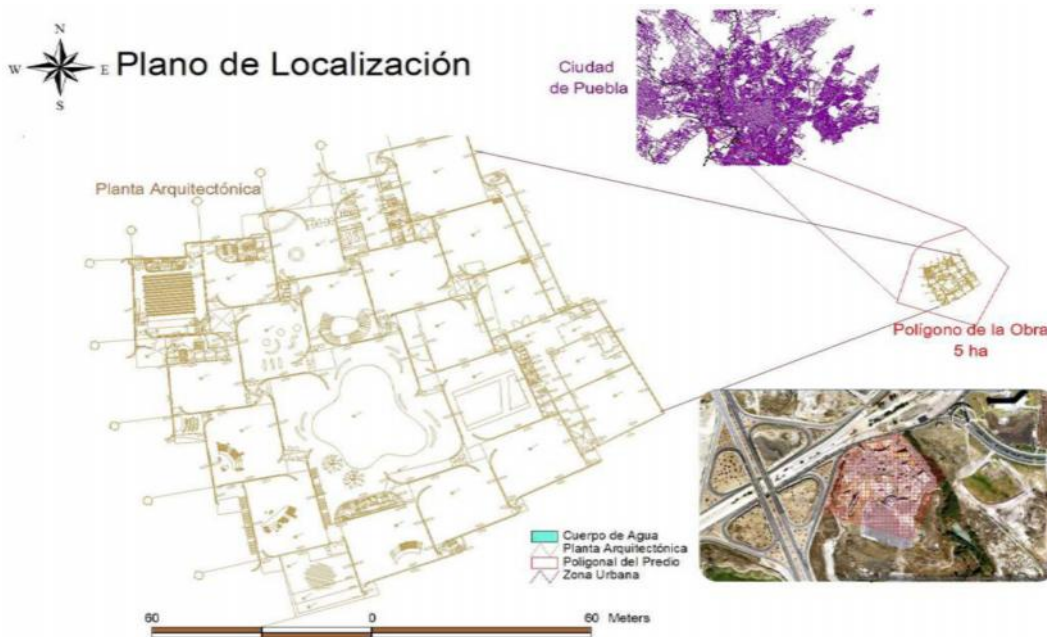 N
W
E
S
Plano de Localización
Ciudad
de Puebla
Planta Arquitectónica
Polígono de la Obra
5 ha
Cuerpo de Agua
Planta Arquitectónica
Poligonal del Predio
Zona Urbana
60
0
60 Meters